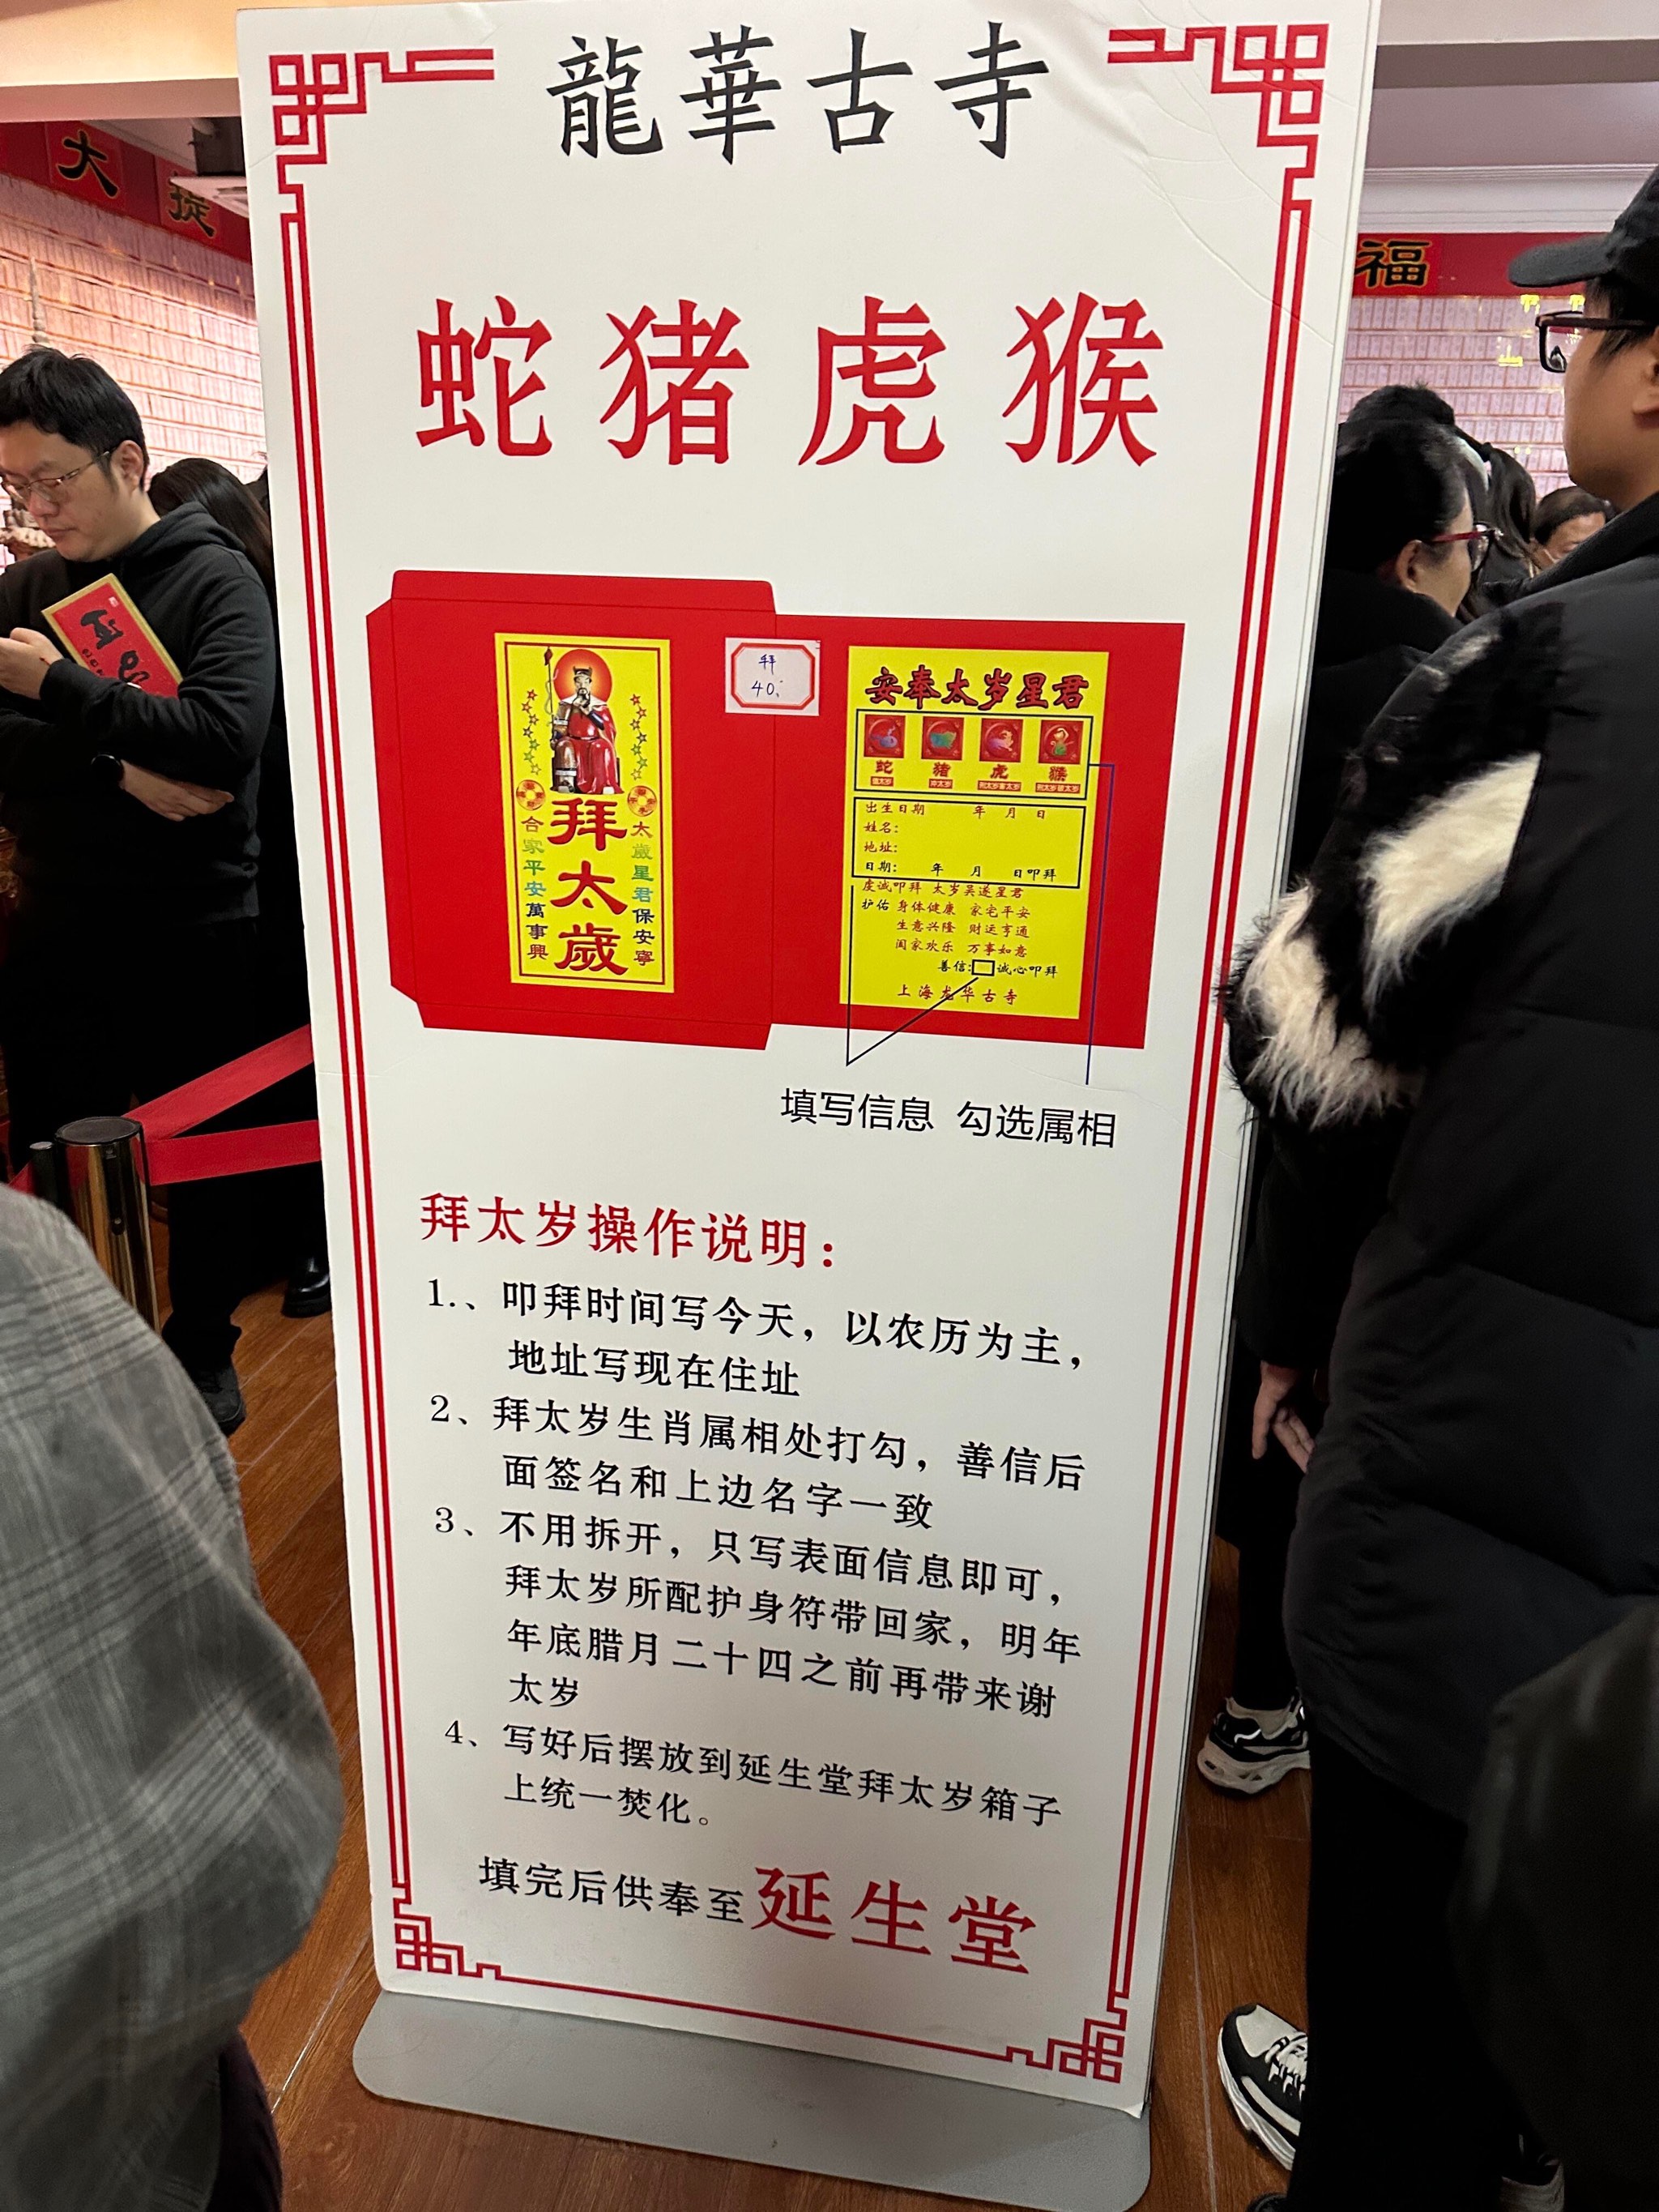 龍華古寺
蛇猪虎猴
大
福
拜
40.
安奉太岁星君
蛇 猪 虎 猴
拜太歲
太歲星君保安寧
合家平安萬事興
出生日期 年 月 日
姓名：
地址：
日期： 年 月 日叩拜
虔诚叩拜 太岁吴遂星君
护佑 身体健康 家宅平安
生意兴隆 财运亨通
阖家欢乐 万事如意
善信： 诚心叩拜
上海龙华古寺
填写信息 勾选属相
拜太岁操作说明：
1.、叩拜时间写今天，以农历为主，
地址写现在住址
2、拜太岁生肖属相处打勾，善信后
面签名和上边名字一致
3、不用拆开，只写表面信息即可，
拜太岁所配护身符带回家，明年
年底腊月二十四之前再带来谢
太岁
4、写好后摆放到延生堂拜太岁箱子
上统一焚化。
填完后供奉至延生堂